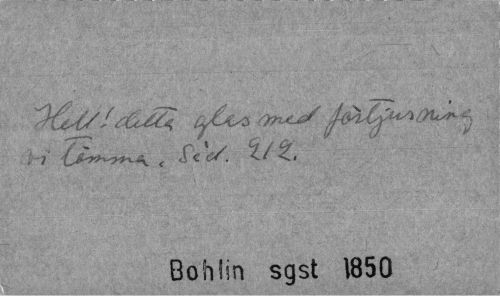 Hell! detta glas med förtjusning
vi tömma. Sid. 212.
Bohlin sgst 1850